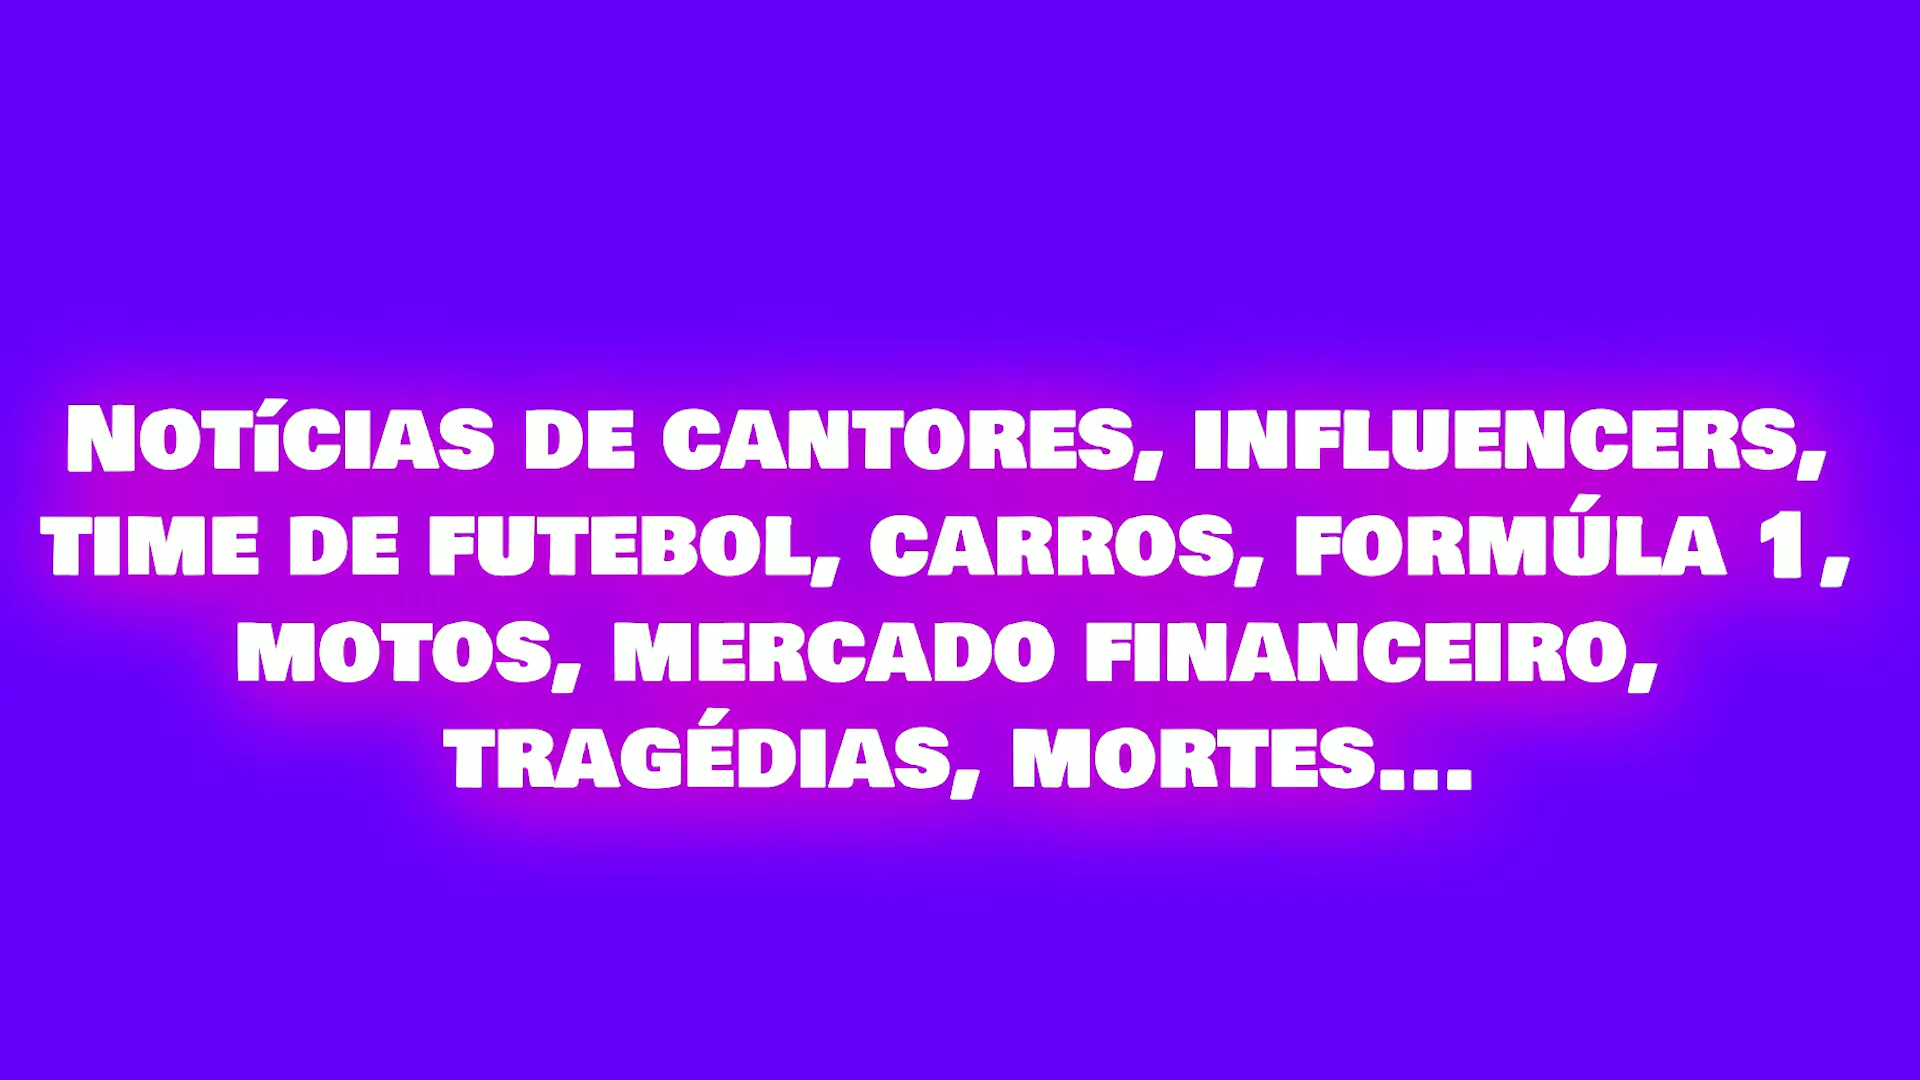 Notícias de cantores, influencers,
time de futebol, carros, formúla 1,
motos, mercado financeiro,
tragédias, mortes...